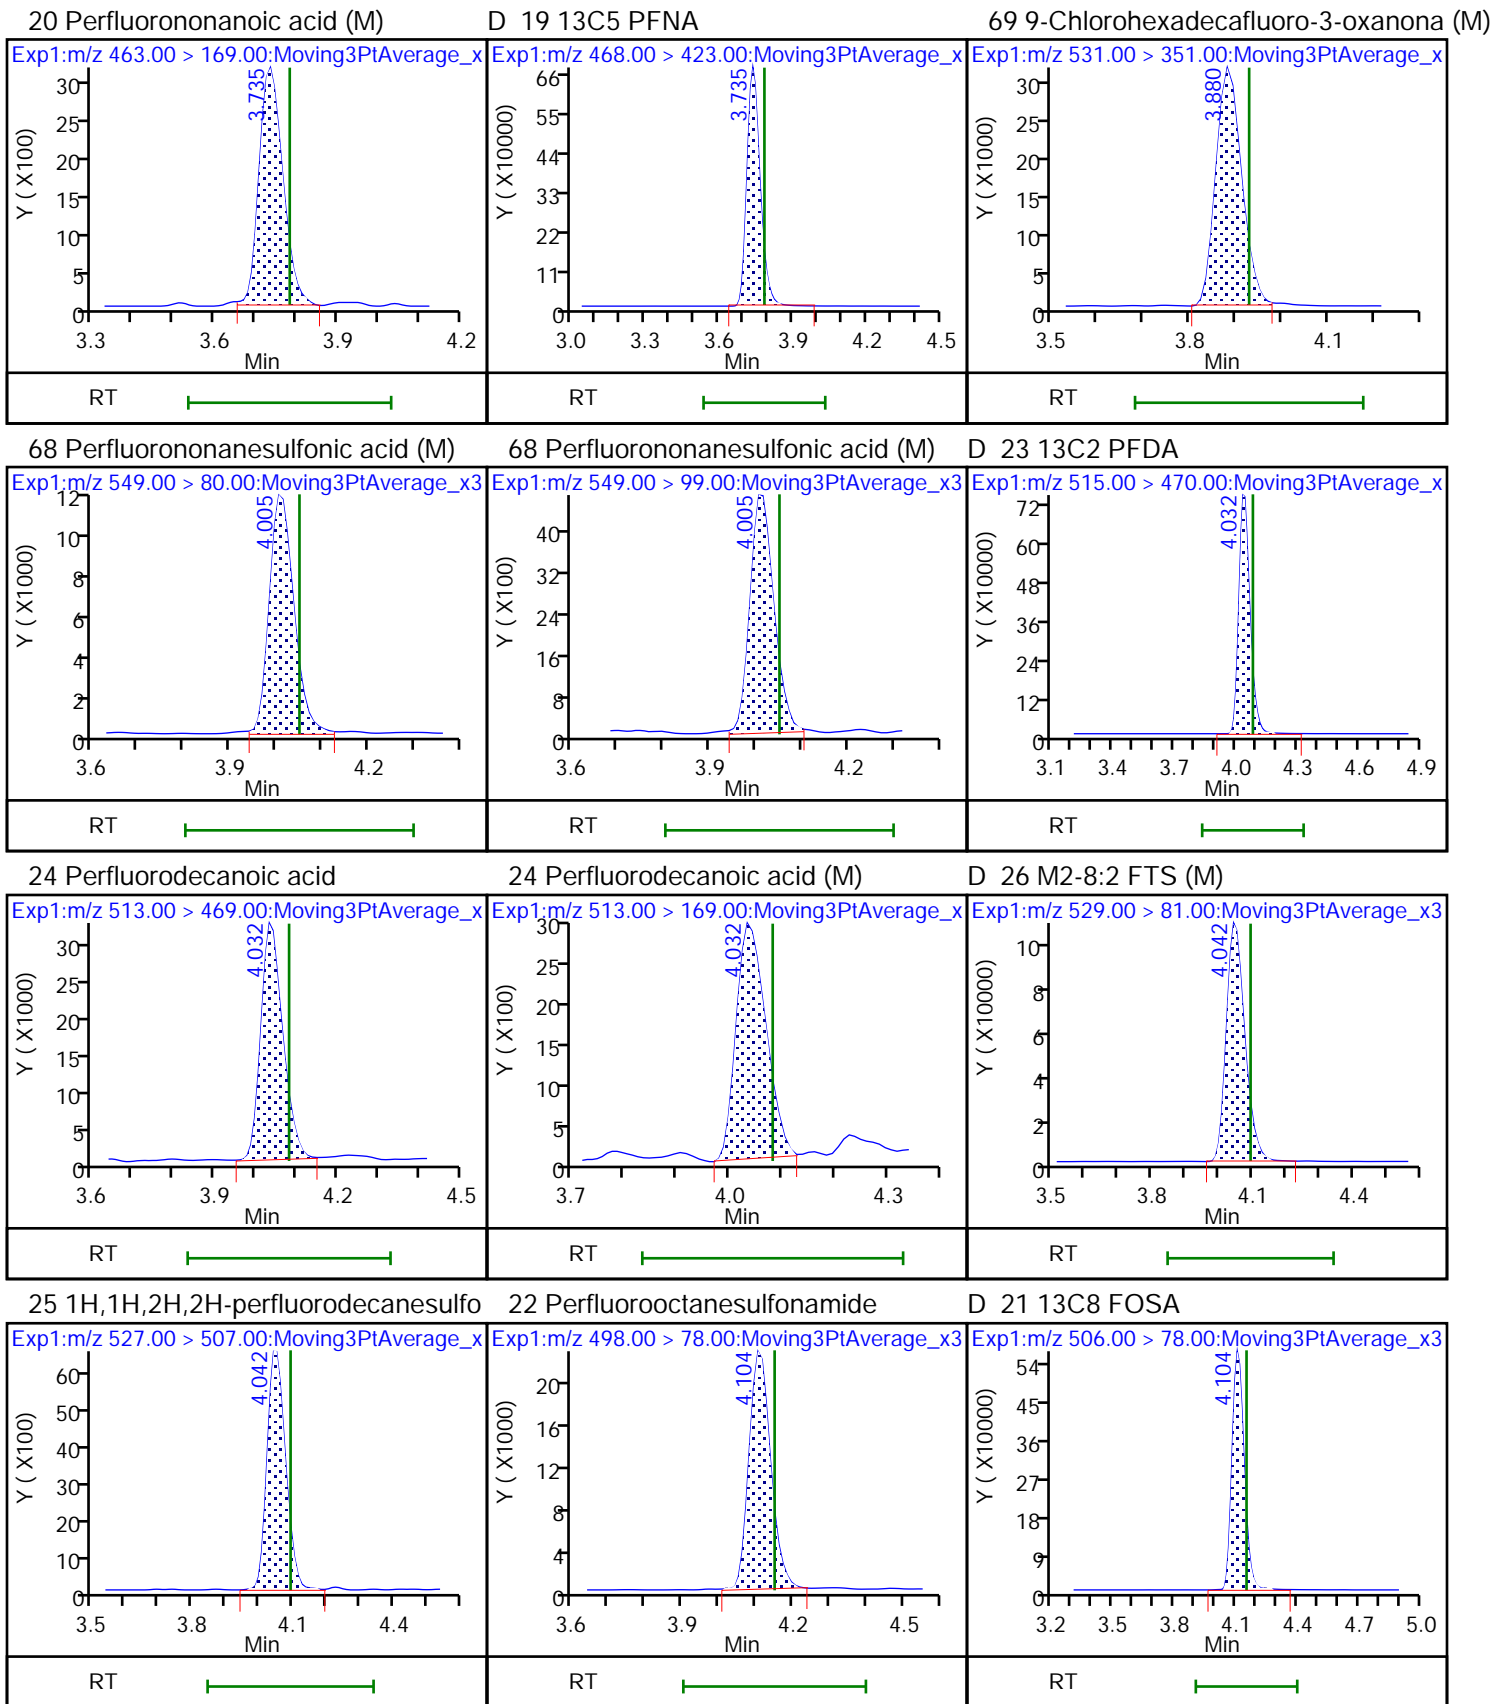 20 Perfluorononanoic acid (M)
Exp1:m/z 463.00 > 169.00:Moving3PtAverage_x
3.735
Y ( X100)
30
25
20
15
10
5
0
3.3 3.6 3.9 4.2
Min
RT
D 19 13C5 PFNA
Exp1:m/z 468.00 > 423.00:Moving3PtAverage_x
3.735
Y ( X10000)
66
55
44
33
22
11
0
3.0 3.3 3.6 3.9 4.2 4.5
Min
RT
69 9-Chlorohexadecafluoro-3-oxanona (M)
Exp1:m/z 531.00 > 351.00:Moving3PtAverage_x
3.880
Y ( X1000)
30
25
20
15
10
5
0
3.5 3.8 4.1
Min
RT
68 Perfluorononanesulfonic acid (M)
Exp1:m/z 549.00 > 80.00:Moving3PtAverage_x3
4.005
Y ( X1000)
12
10
8
6
4
2
0
3.6 3.9 4.2
Min
RT
68 Perfluorononanesulfonic acid (M)
Exp1:m/z 549.00 > 99.00:Moving3PtAverage_x3
4.005
Y ( X100)
40
32
24
16
8
0
3.6 3.9 4.2
Min
RT
D 23 13C2 PFDA
Exp1:m/z 515.00 > 470.00:Moving3PtAverage_x
4.032
Y ( X10000)
72
60
48
36
24
12
0
3.1 3.4 3.7 4.0 4.3 4.6 4.9
Min
RT
24 Perfluorodecanoic acid
Exp1:m/z 513.00 > 469.00:Moving3PtAverage_x
4.032
Y ( X1000)
30
25
20
15
10
5
0
3.6 3.9 4.2 4.5
Min
RT
24 Perfluorodecanoic acid (M)
Exp1:m/z 513.00 > 169.00:Moving3PtAverage_x
4.032
Y ( X100)
30
25
20
15
10
5
0
3.7 4.0 4.3
Min
RT
D 26 M2-8:2 FTS (M)
Exp1:m/z 529.00 > 81.00:Moving3PtAverage_x3
4.042
Y ( X10000)
10
8
6
4
2
0
3.5 3.8 4.1 4.4
Min
RT
25 1H,1H,2H,2H-perfluorodecanesulfo
Exp1:m/z 527.00 > 507.00:Moving3PtAverage_x
4.042
Y ( X100)
60
50
40
30
20
10
0
3.5 3.8 4.1 4.4
Min
RT
22 Perfluorooctanesulfonamide
Exp1:m/z 498.00 > 78.00:Moving3PtAverage_x3
4.104
Y ( X1000)
20
16
12
8
4
0
3.6 3.9 4.2 4.5
Min
RT
D 21 13C8 FOSA
Exp1:m/z 506.00 > 78.00:Moving3PtAverage_x3
4.104
Y ( X10000)
54
45
36
27
18
9
0
3.2 3.5 3.8 4.1 4.4 4.7 5.0
Min
RT